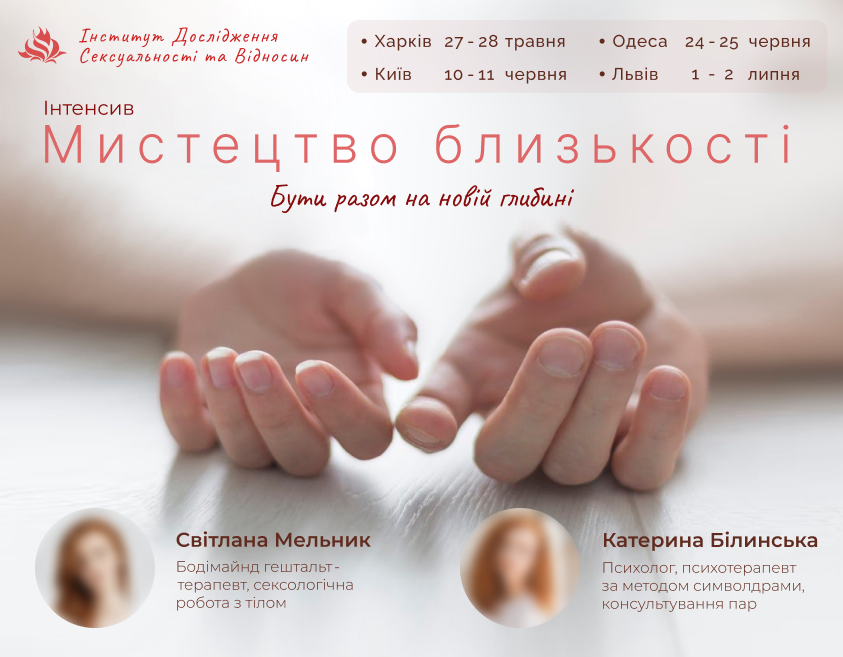 Інститут Дослідження
Сексуальності та Відносин
• Харків 27 - 28 травня
• Одеса 24 - 25 червня
• Київ 10 - 11 червня
• Львів 1 - 2 липня
Інтенсив
Мистецтво близькості
Бути разом на новій глибині
Світлана Мельник
Бодімайнд гештальт-
терапевт, сексологічна
робота з тілом
Катерина Білинська
Психолог, психотерапевт
за методом символдрами,
консультування пар